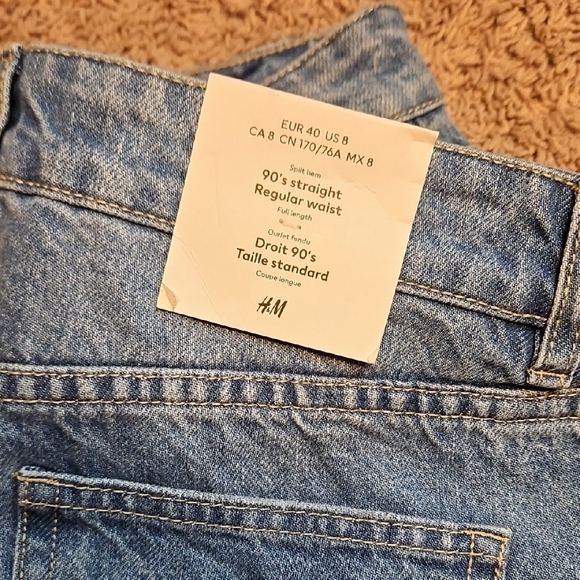 EUR 40 US 8
CA 8 CN 170/76A MX 8
Split hem
90's straight
Regular waist
Full length
Ourlet fendu
Droit 90's
Taille standard
Coupe longue
H&M